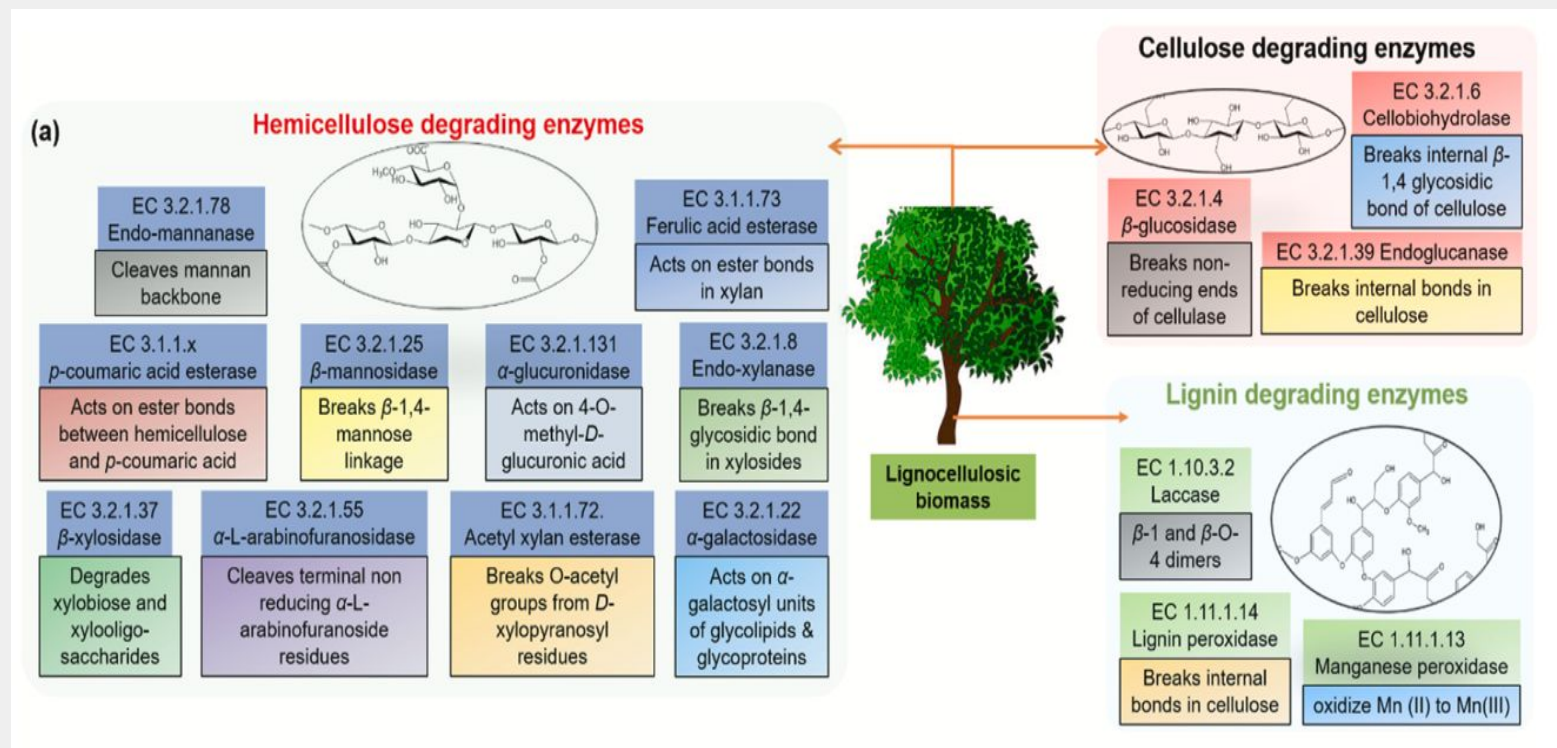 (a)
Hemicellulose degrading enzymes
EC 3.2.1.78
Endo-mannanase
Cleaves mannan
backbone
EC 3.1.1.73
Ferulic acid esterase
Acts on ester bonds
in xylan
EC 3.1.1.x
p-coumaric acid esterase
Acts on ester bonds
between hemicellulose
and p-coumaric acid
EC 3.2.1.25
β-mannosidase
Breaks β-1,4-
mannose
linkage
EC 3.2.1.131
α-glucuronidase
Acts on 4-O-
methyl-D-
glucuronic acid
EC 3.2.1.8
Endo-xylanase
Breaks β-1,4-
glycosidic bond
in xylosides
EC 3.2.1.37
β-xylosidase
Degrades
xylobiose and
xylooligo-
saccharides
EC 3.2.1.55
α-L-arabinofuranosidase
Cleaves terminal non
reducing α-L-
arabinofuranoside
residues
EC 3.1.1.72.
Acetyl xylan esterase
Breaks O-acetyl
groups from D-
xylopyranosyl
residues
EC 3.2.1.22
α-galactosidase
Acts on α-
galactosyl units
of glycolipids &
glycoproteins
Lignocellulosic
biomass
Cellulose degrading enzymes
EC 3.2.1.6
Cellobiohydrolase
Breaks internal β-
1,4 glycosidic
bond of cellulose
EC 3.2.1.4
β-glucosidase
Breaks non-
reducing ends
of cellulase
EC 3.2.1.39 Endoglucanase
Breaks internal bonds in
cellulose
Lignin degrading enzymes
EC 1.10.3.2
Laccase
β-1 and β-O-
4 dimers
EC 1.11.1.14
Lignin peroxidase
Breaks internal
bonds in cellulose
EC 1.11.1.13
Manganese peroxidase
oxidize Mn (II) to Mn(III)